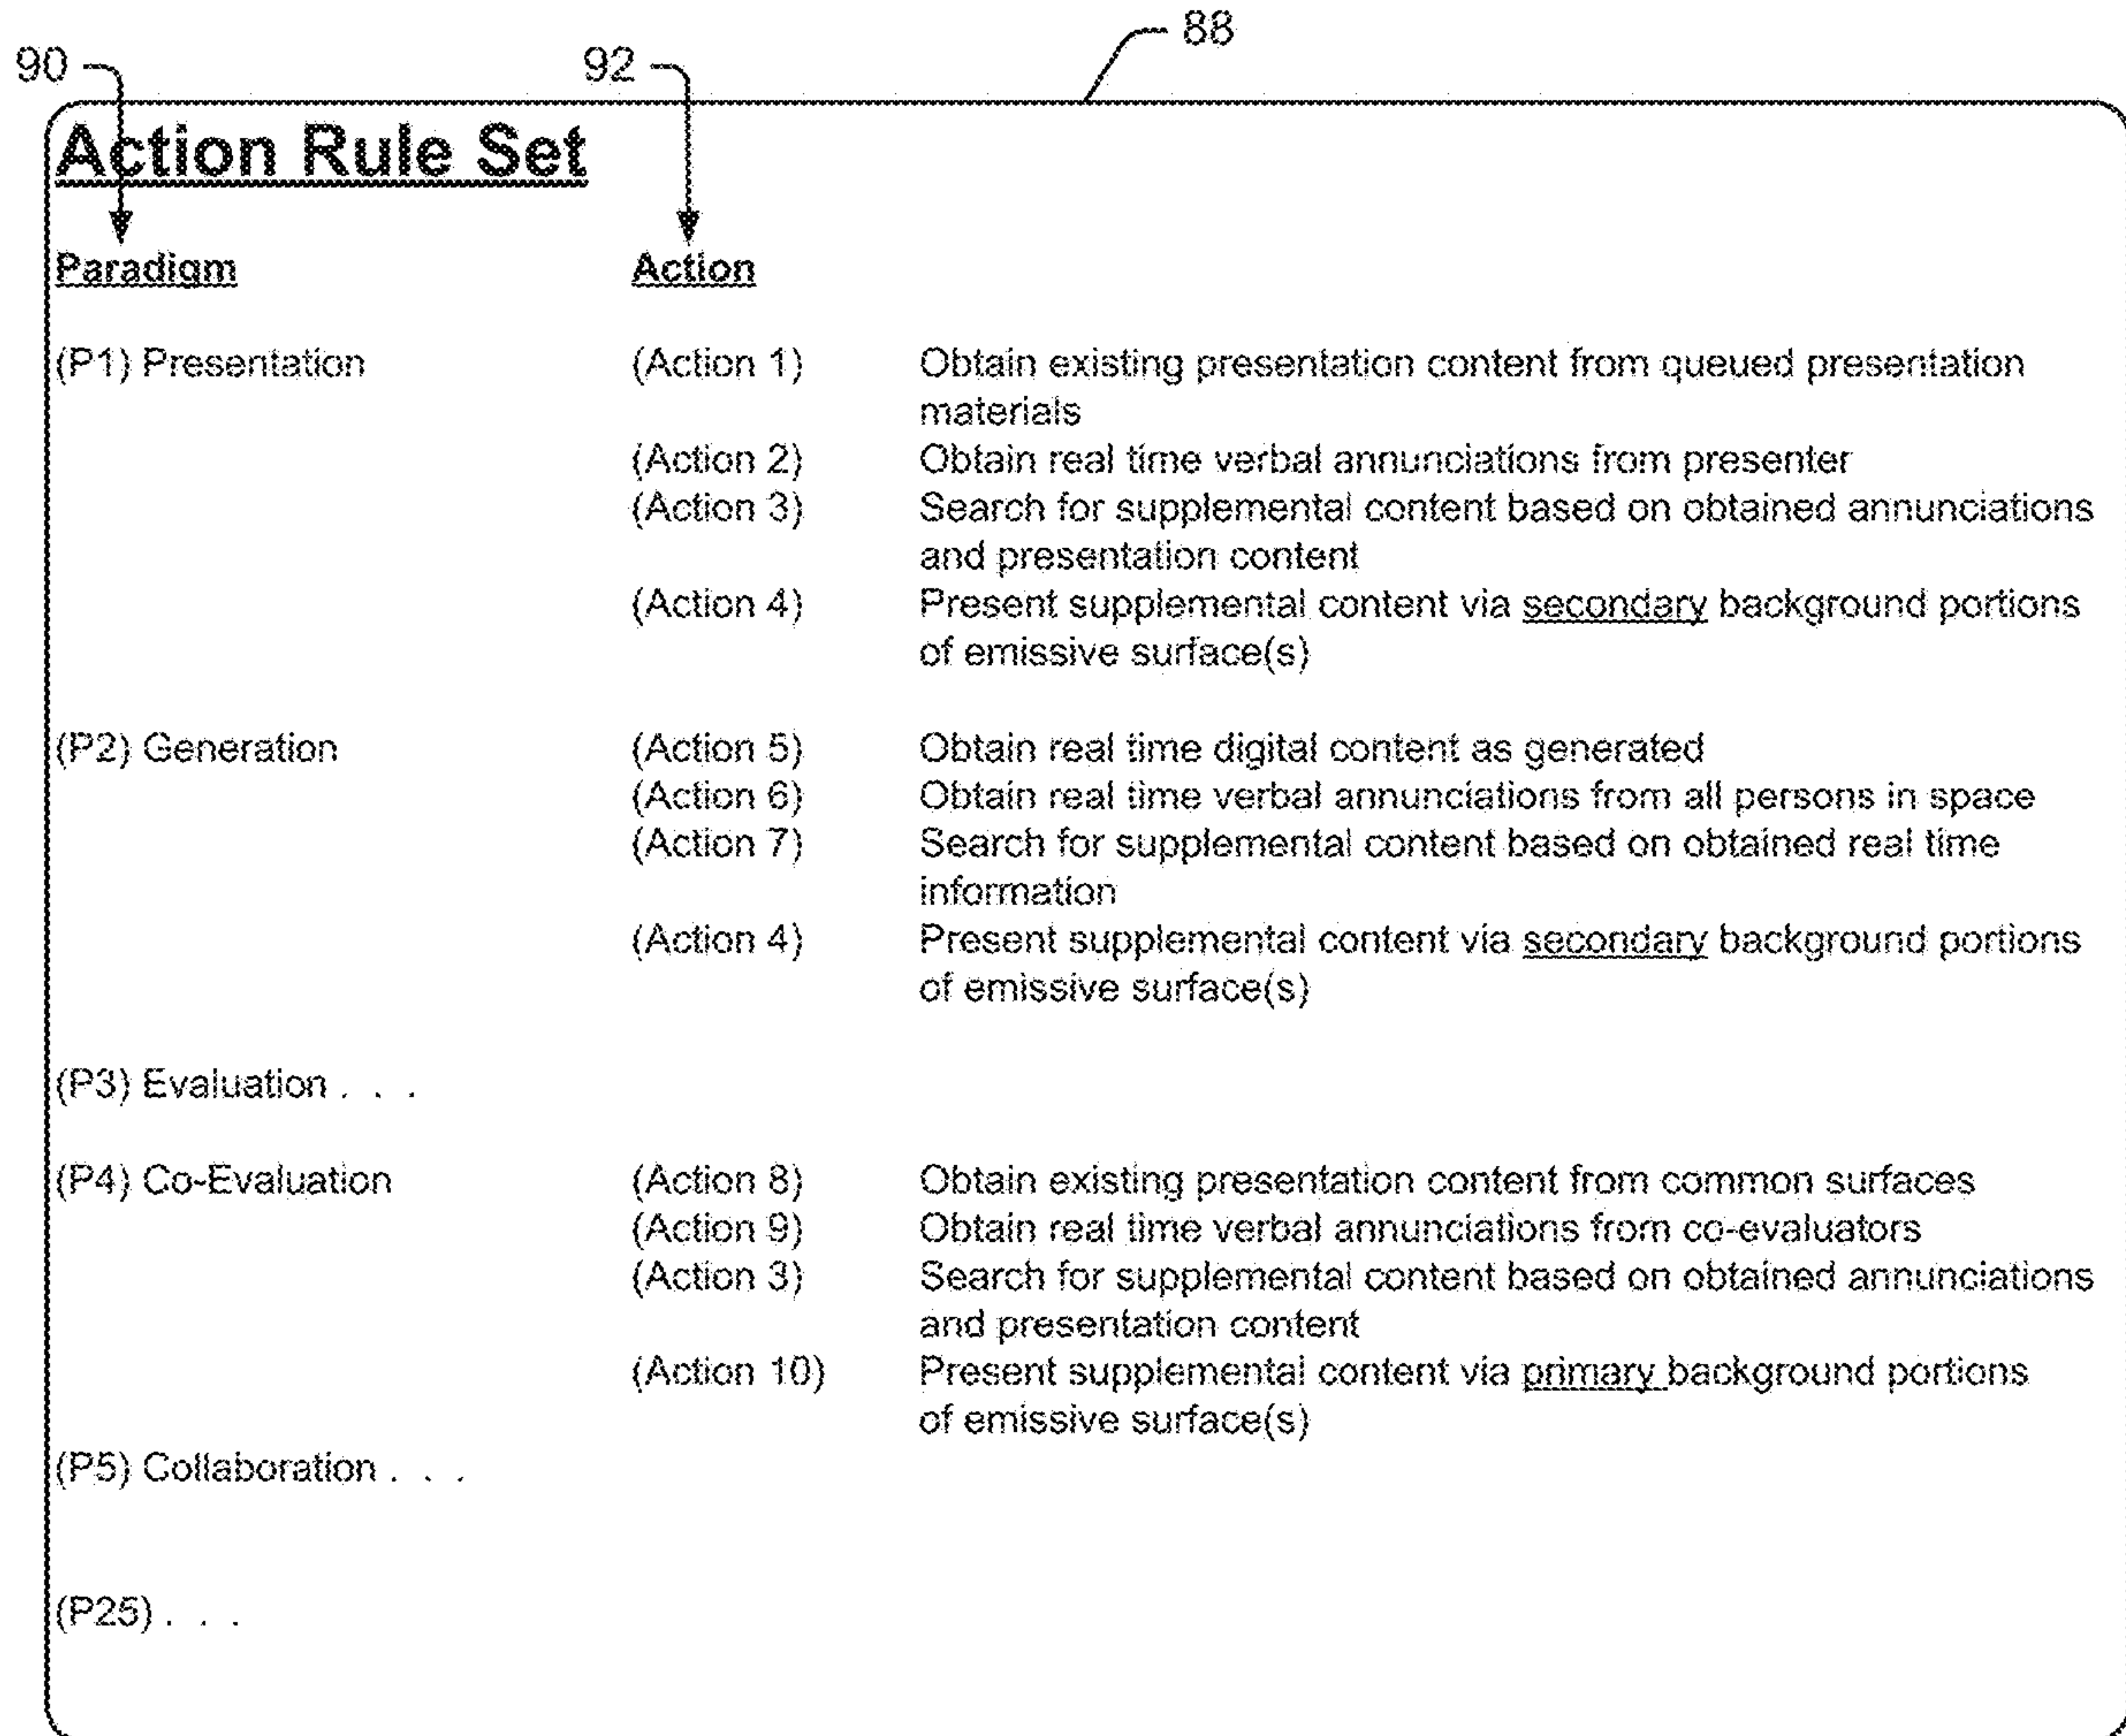 88
90
92
Action Rule Set
Paradigm Action
(P1) Presentation (Action 1) Obtain existing presentation content from queued presentation
materials
(Action 2) Obtain real time verbal annunciations from presenter
(Action 3) Search for supplemental content based on obtained annunciations
and presentation content
(Action 4) Present supplemental content via secondary background portions
of emissive surface(s)
(P2) Generation (Action 5) Obtain real time digital content as generated
(Action 6) Obtain real time verbal annunciations from all persons in space
(Action 7) Search for supplemental content based on obtained real time
information
(Action 4) Present supplemental content via secondary background portions
of emissive surface(s)
(P3) Evaluation . . .
(P4) Co-Evaluation (Action 8) Obtain existing presentation content from common surfaces
(Action 9) Obtain real time verbal annunciations from co-evaluators
(Action 3) Search for supplemental content based on obtained annunciations
and presentation content
(Action 10) Present supplemental content via primary background portions
of emissive surface(s)
(P5) Collaboration . . .
(P25) . . .